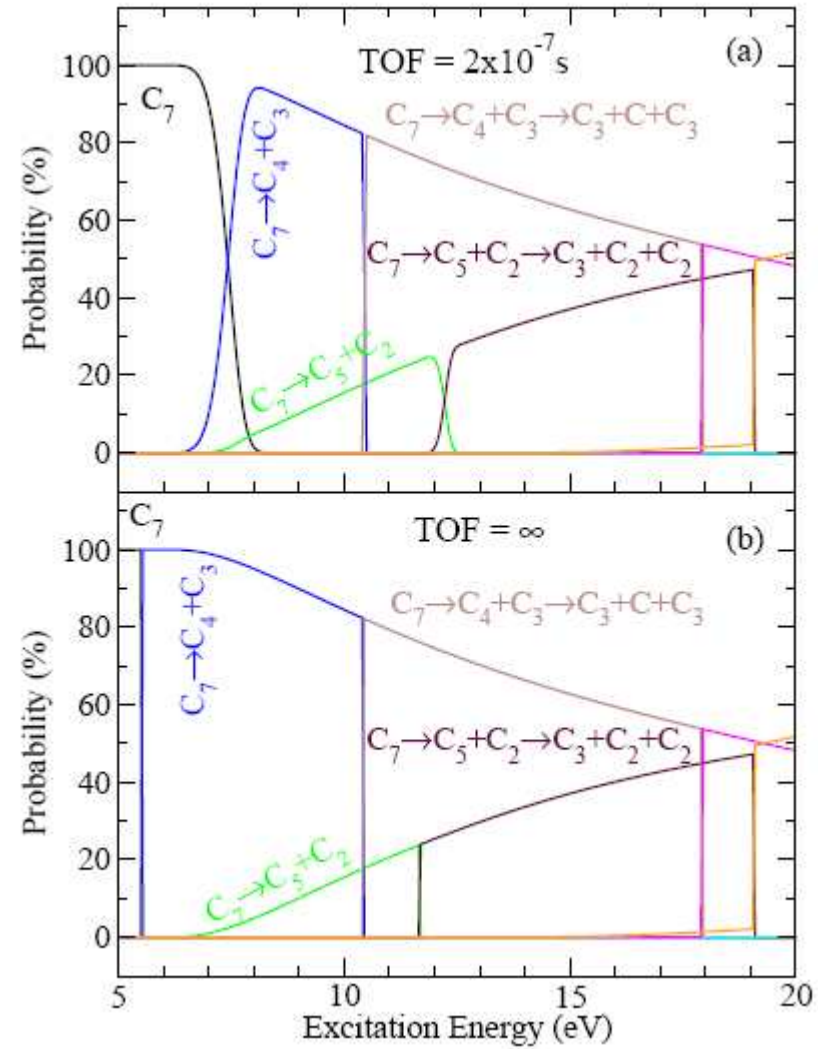 (a)
TOF = 2x10⁻⁷s
100
C₇
C₇→C₄+C₃→C₃+C+C₃
80
C₇→C₄+C₃
60
C₇→C₅+C₂→C₃+C₂+C₂
40
C₇→C₅+C₂
20
0
Probability (%)
C₇
TOF = ∞
(b)
100
C₇→C₄+C₃
C₇→C₄+C₃→C₃+C+C₃
80
60
C₇→C₅+C₂→C₃+C₂+C₂
40
C₇→C₅+C₂
20
0
Probability (%)
5
10
15
20
Excitation Energy (eV)